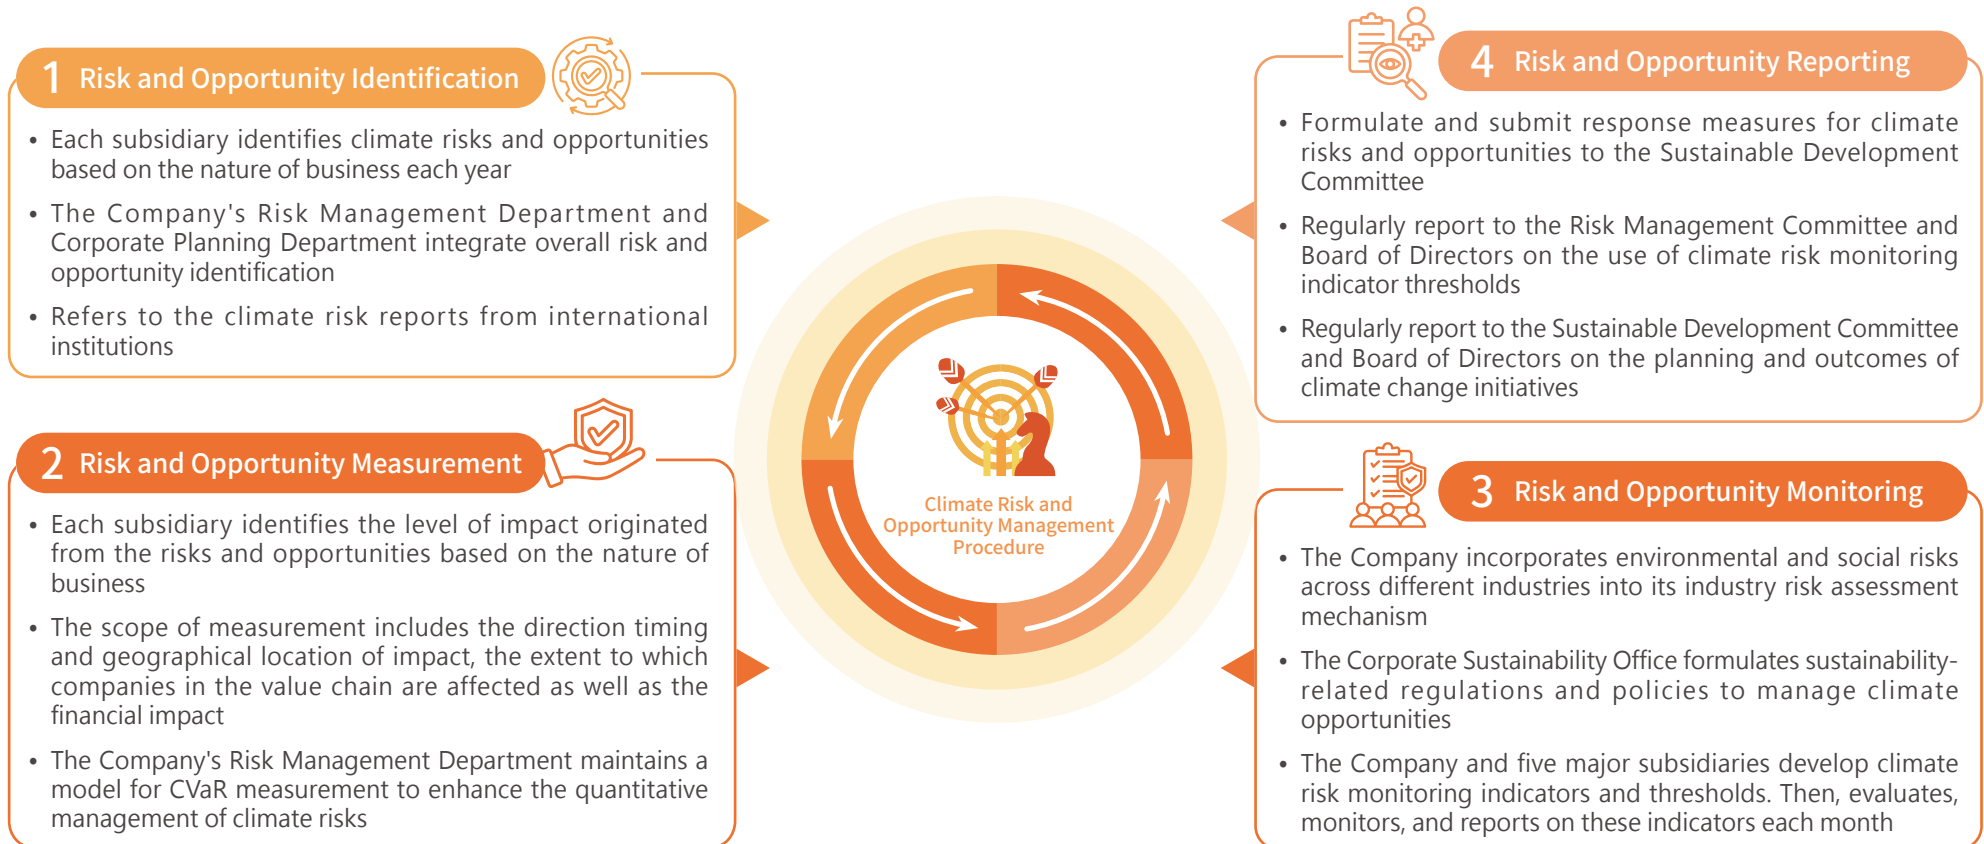 1 Risk and Opportunity Identification
• Each subsidiary identifies climate risks and opportunities
based on the nature of business each year
• The Company's Risk Management Department and
Corporate Planning Department integrate overall risk and
opportunity identification
• Refers to the climate risk reports from international
institutions
2 Risk and Opportunity Measurement
• Each subsidiary identifies the level of impact originated
from the risks and opportunities based on the nature of
business
• The scope of measurement includes the direction timing
and geographical location of impact, the extent to which
companies in the value chain are affected as well as the
financial impact
• The Company's Risk Management Department maintains a
model for CVaR measurement to enhance the quantitative
management of climate risks
Climate Risk and
Opportunity Management
Procedure
4 Risk and Opportunity Reporting
• Formulate and submit response measures for climate
risks and opportunities to the Sustainable Development
Committee
• Regularly report to the Risk Management Committee and
Board of Directors on the use of climate risk monitoring
indicator thresholds
• Regularly report to the Sustainable Development Committee
and Board of Directors on the planning and outcomes of
climate change initiatives
3 Risk and Opportunity Monitoring
• The Company incorporates environmental and social risks
across different industries into its industry risk assessment
mechanism
• The Corporate Sustainability Office formulates sustainability-
related regulations and policies to manage climate
opportunities
• The Company and five major subsidiaries develop climate
risk monitoring indicators and thresholds. Then, evaluates,
monitors, and reports on these indicators each month